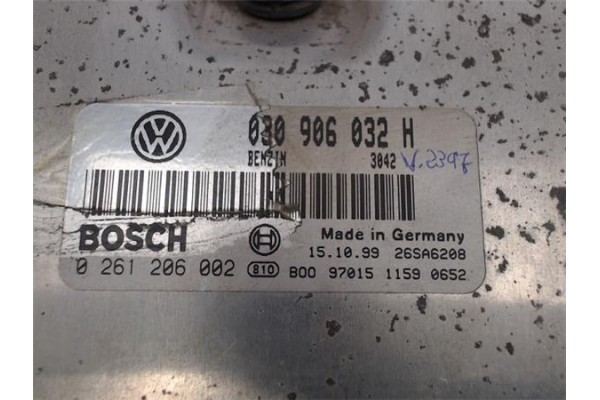 030 906 032 H
BENZIN 3042
BOSCH
Made in Germany
15.10.99 26SA6208
0 261 206 002 810 B00 97015 1159 0652